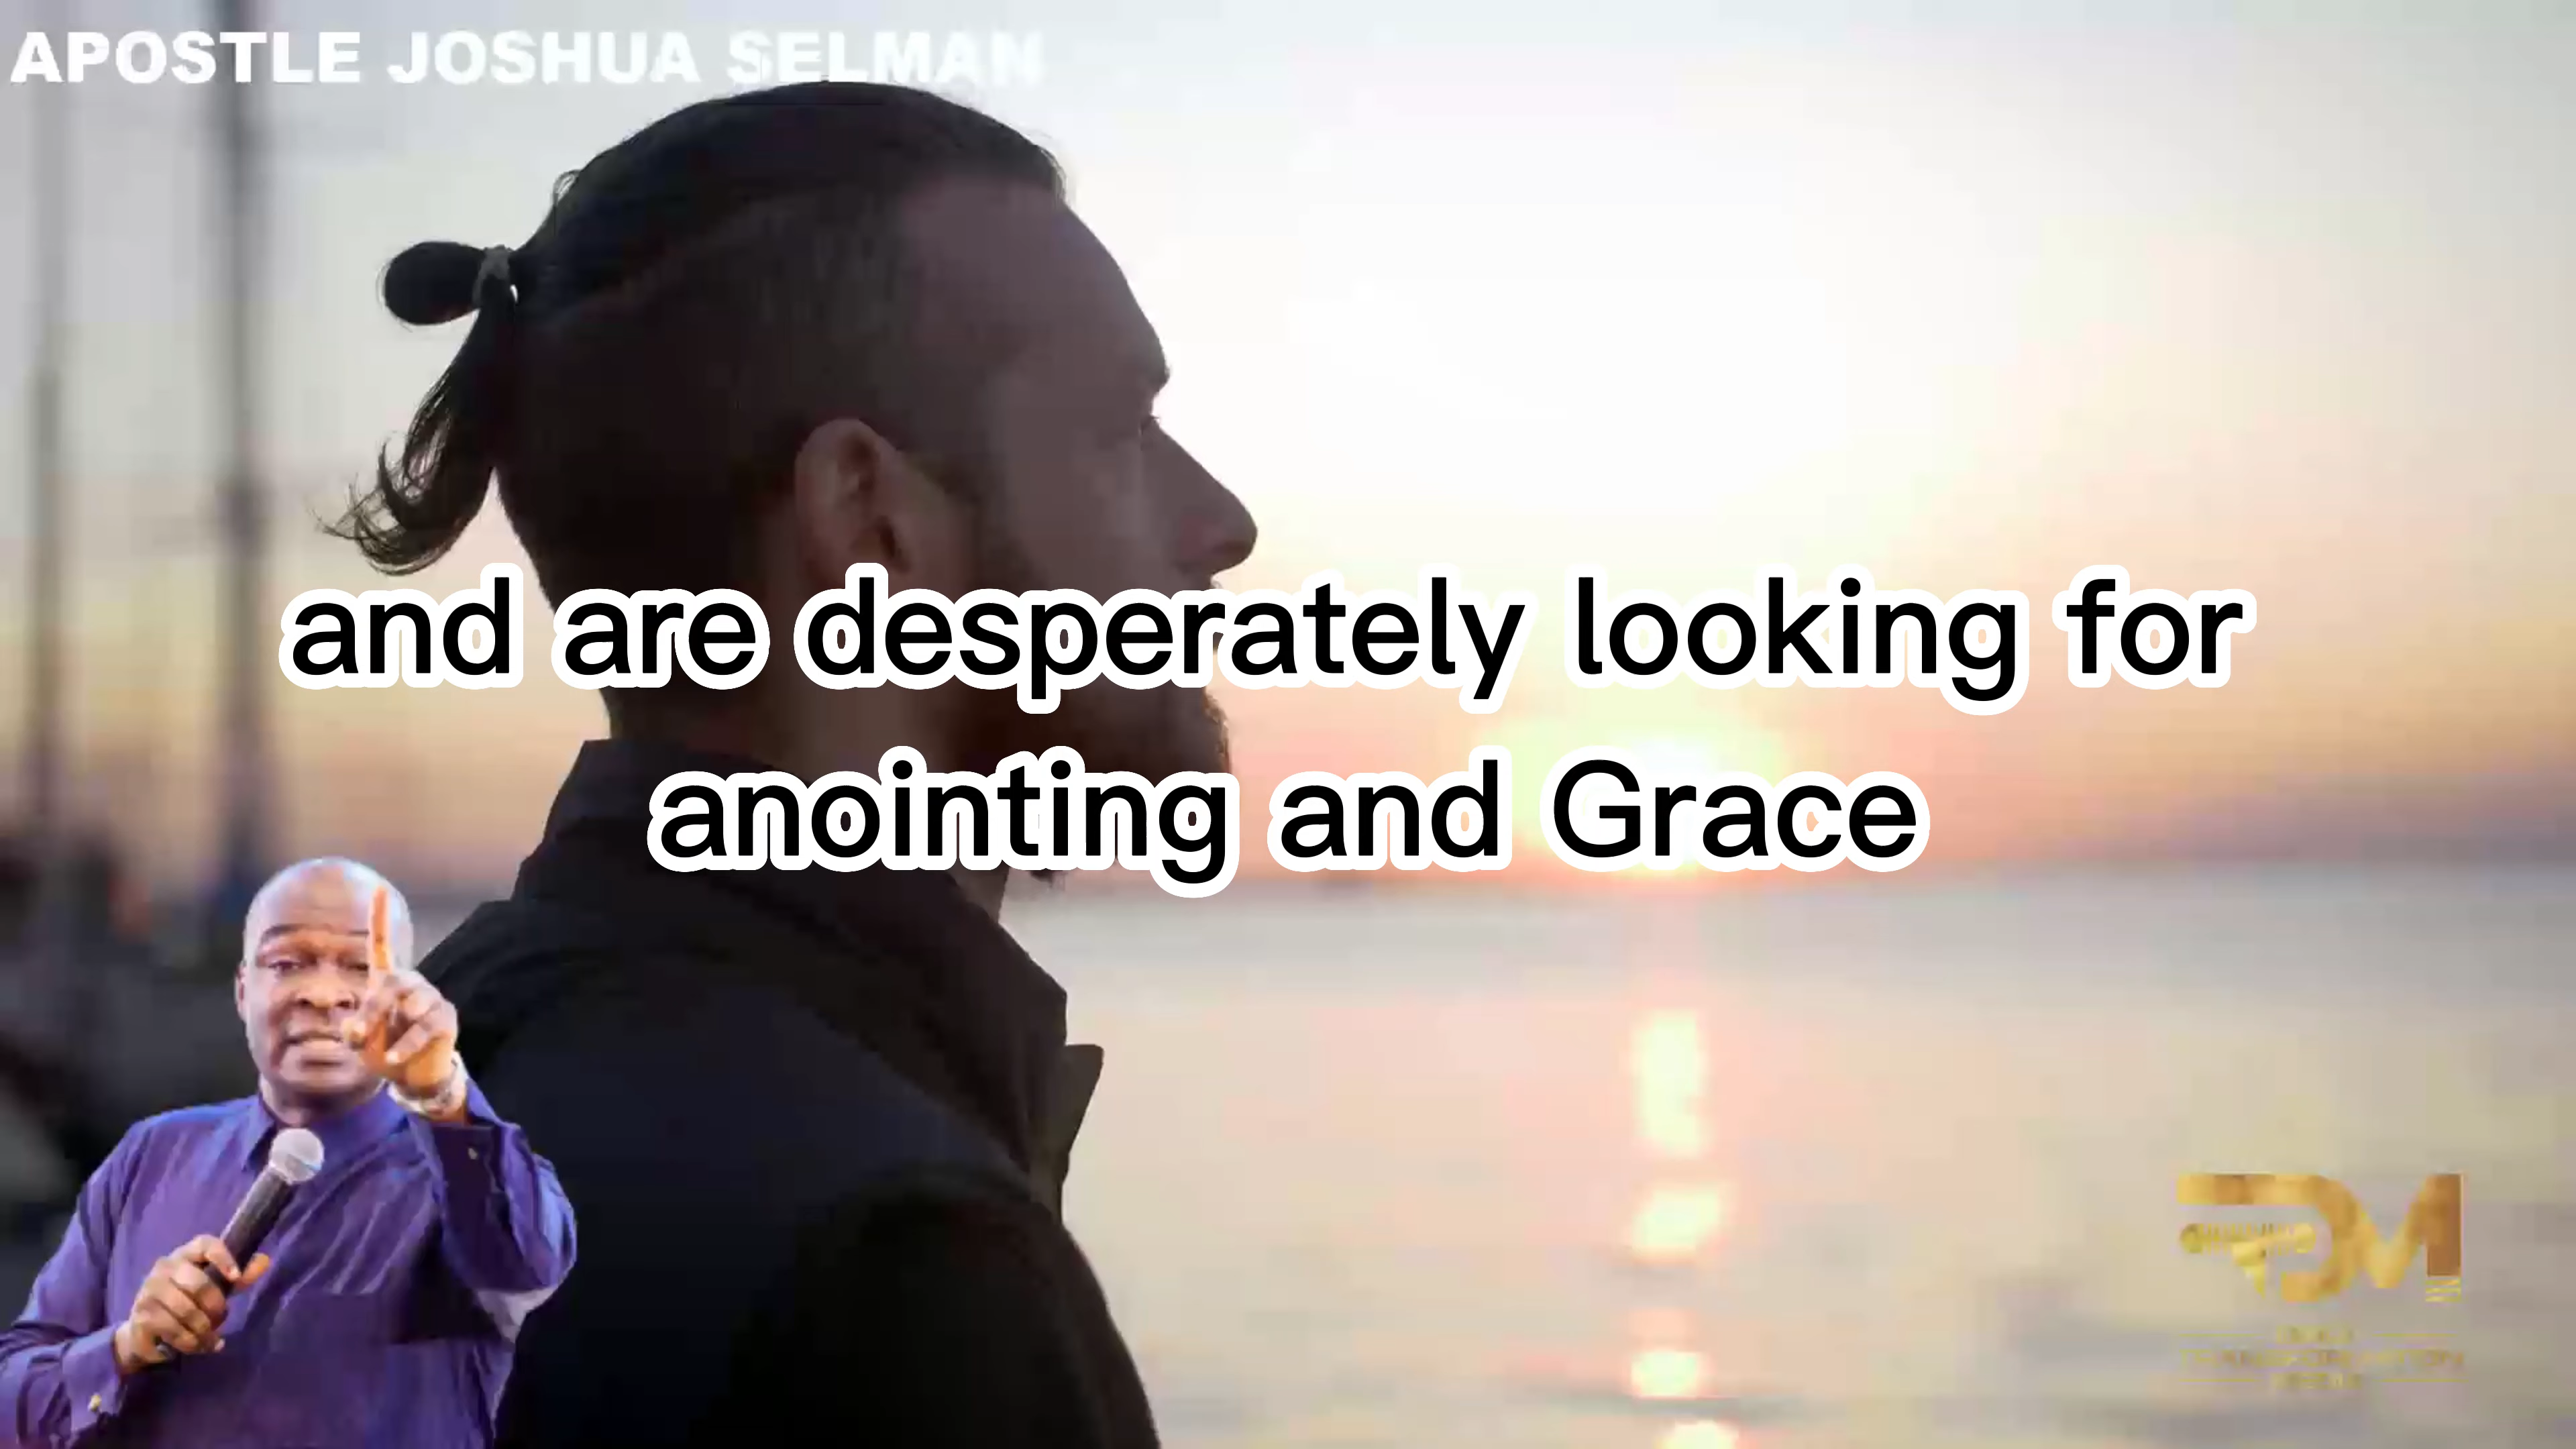 APOSTLE JOSHUA SELMAN
and are desperately looking for
anointing and Grace